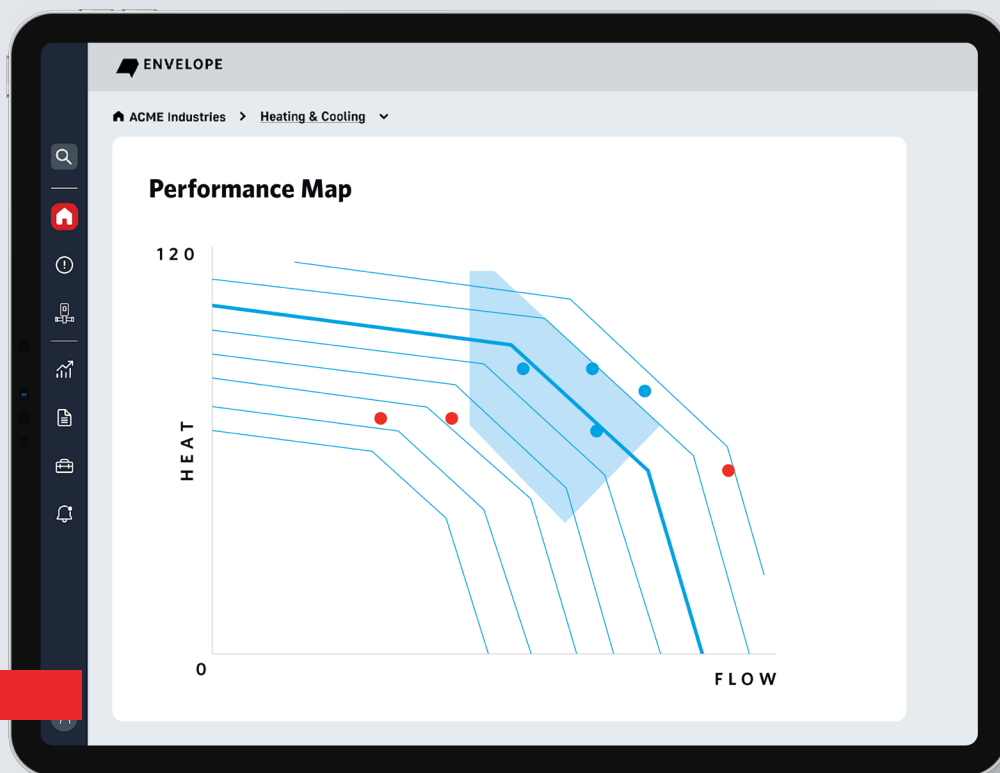 ENVELOPE
ACME Industries > Heating & Cooling
Performance Map
120
HEAT
0
FLOW